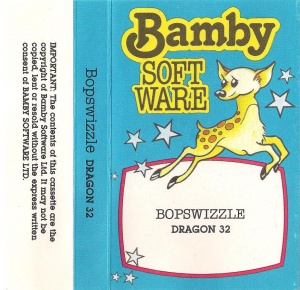 IMPORTANT: The contents of this cassette are the
copyright of Bamby Software Ltd. It may not be
copied, lent or resold without the express written
consent of BAMBY SOFTWARE LTD.
Bopswizzle DRAGON 32
Bamby
SOFT
WARE
BOPSWIZZLE
DRAGON 32